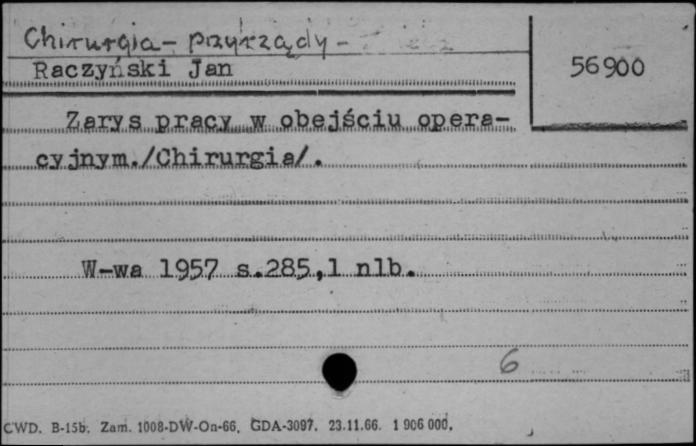 Chirurgia - przyrządy -
Raczyński Jan
56900
Zarys pracy w obejściu opera-
cyjnym./Chirurgia/.
W-wa 1957 s.285,1 nlb.
6
CWD. B-15b. Zam. 1008-DW-On-66. GDA-3097. 23.11.66. 1 906 000.